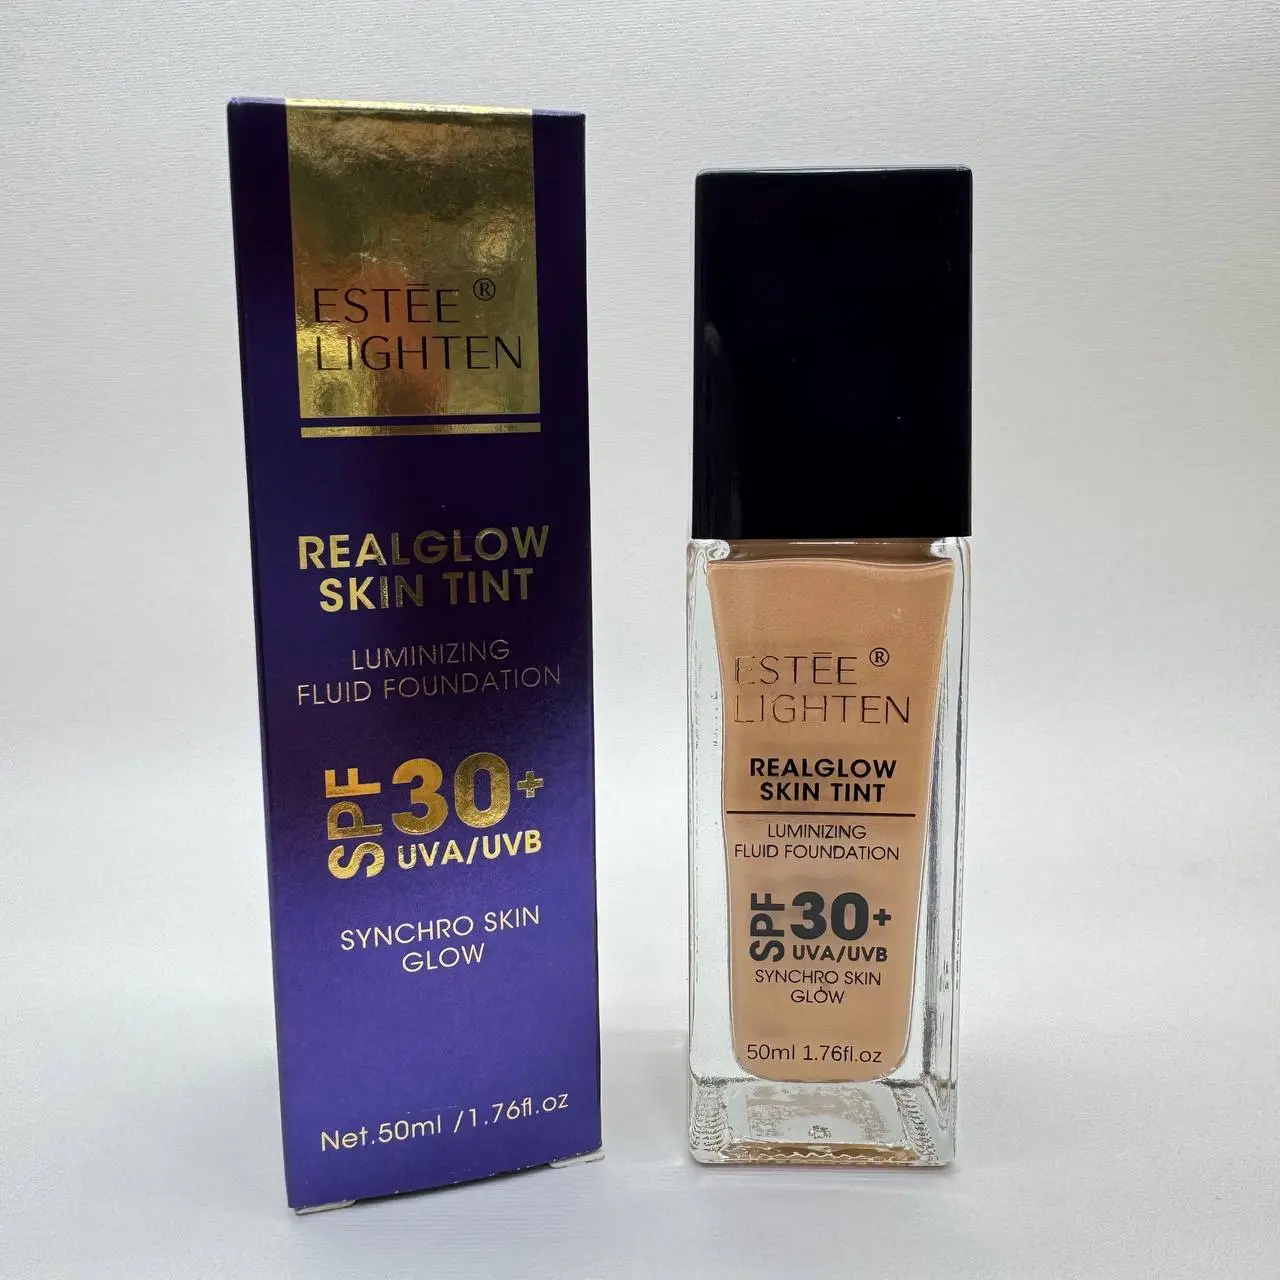 ESTĒE ®
LIGHTEN
REALGLOW
SKIN TINT
LUMINIZING
FLUID FOUNDATION
SPF 30+
UVA/UVB
SYNCHRO SKIN
GLOW
Net.50ml /1.76fl.oz
ESTĒE ®
LIGHTEN
REALGLOW
SKIN TINT
LUMINIZING
FLUID FOUNDATION
SPF 30+
UVA/UVB
SYNCHRO SKIN
GLOW
50ml 1.76fl.oz